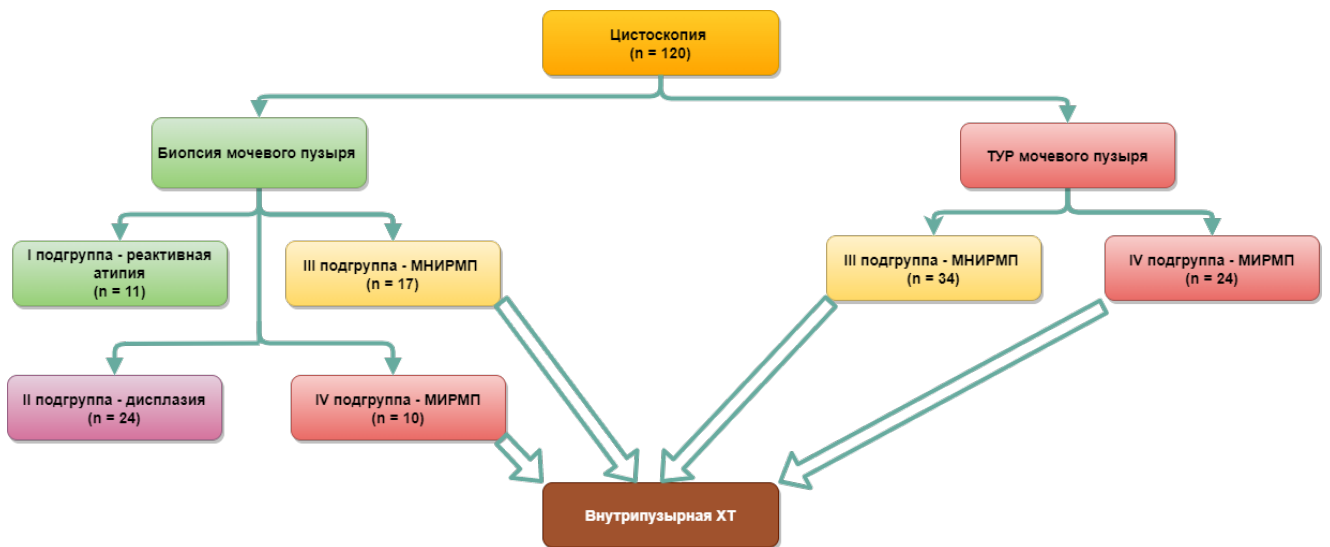 Цистоскопия
(n = 120)
Биопсия мочевого пузыря
ТУР мочевого пузыря
I подгруппа - реактивная
атипия
(n = 11)
III подгруппа - МНИРМП
(n = 17)
III подгруппа - МНИРМП
(n = 34)
IV подгруппа - МИРМП
(n = 24)
II подгруппа - дисплазия
(n = 24)
IV подгруппа - МИРМП
(n = 10)
Внутрипузырная ХТ